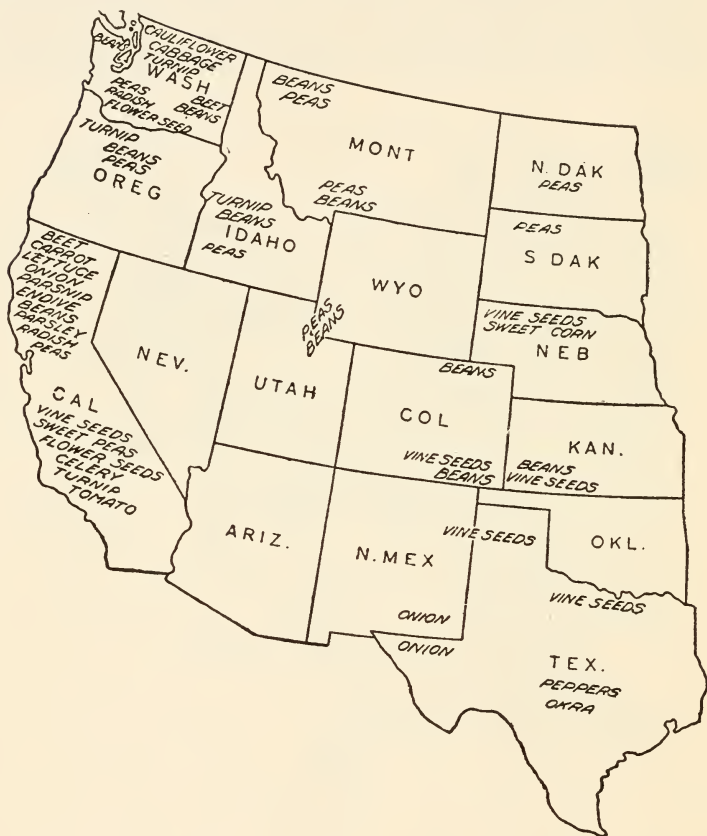 CAULIFLOWER
CABBAGE
TURNIP
WASH
PEAS
RADISH
FLOWER SEED
BEET
BEANS
BEANS
PEAS
MONT
PEAS
BEANS
N. DAK
PEAS
TURNIP
BEANS
PEAS
OREG
TURNIP
BEANS
IDAHO
PEAS
PEAS
S DAK
WYO
PEAS
BEANS
VINE SEEDS
SWEET CORN
NEB
BEET
CARROT
LETTUCE
ONION
PARSNIP
ENDIVE
BEANS
PARSLEY
RADISH
PEAS
CAL
VINE SEEDS
SWEET PEAS
FLOWER SEEDS
CELERY
TURNIP
TOMATO
NEV.
UTAH
BEANS
COL
VINE SEEDS
BEANS
KAN.
BEANS
VINE SEEDS
ARIZ.
N.MEX
ONION
VINE SEEDS
OKL.
VINE SEEDS
ONION
TEX.
PEPPERS
OKRA